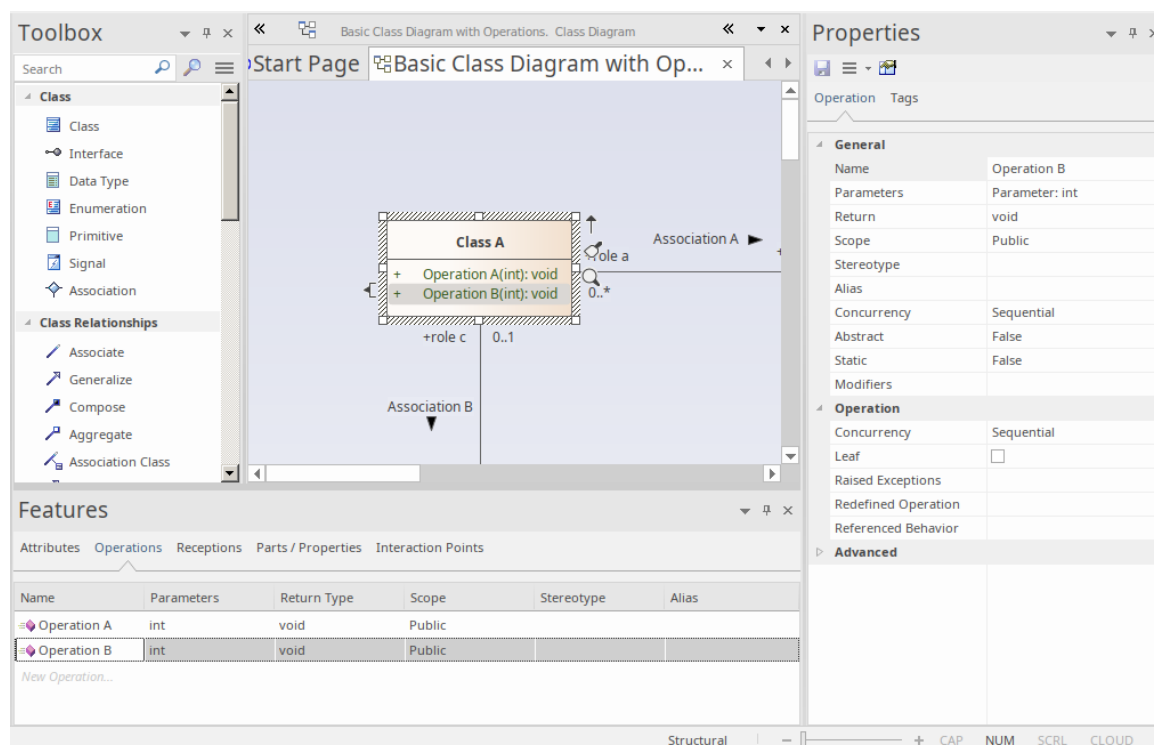 Toolbox
Search
Class
Class
Interface
Data Type
Enumeration
Primitive
Signal
Association
Class Relationships
Associate
Generalize
Compose
Aggregate
Association Class
Basic Class Diagram with Operations. Class Diagram
Start Page
Basic Class Diagram with Op...
Class A
+ Operation A(int): void
+ Operation B(int): void
Association A
+role a
0..*
+
+role c
0..1
Association B
Properties
Operation Tags
General
Name Operation B
Parameters Parameter: int
Return void
Scope Public
Stereotype
Alias
Concurrency Sequential
Abstract False
Static False
Modifiers
Operation
Concurrency Sequential
Leaf
Raised Exceptions
Redefined Operation
Referenced Behavior
Advanced
Features
Attributes Operations Receptions Parts / Properties Interaction Points
Name Parameters Return Type Scope Stereotype Alias
Operation A int void Public
Operation B int void Public
New Operation...
Structural
CAP NUM SCRL CLOUD